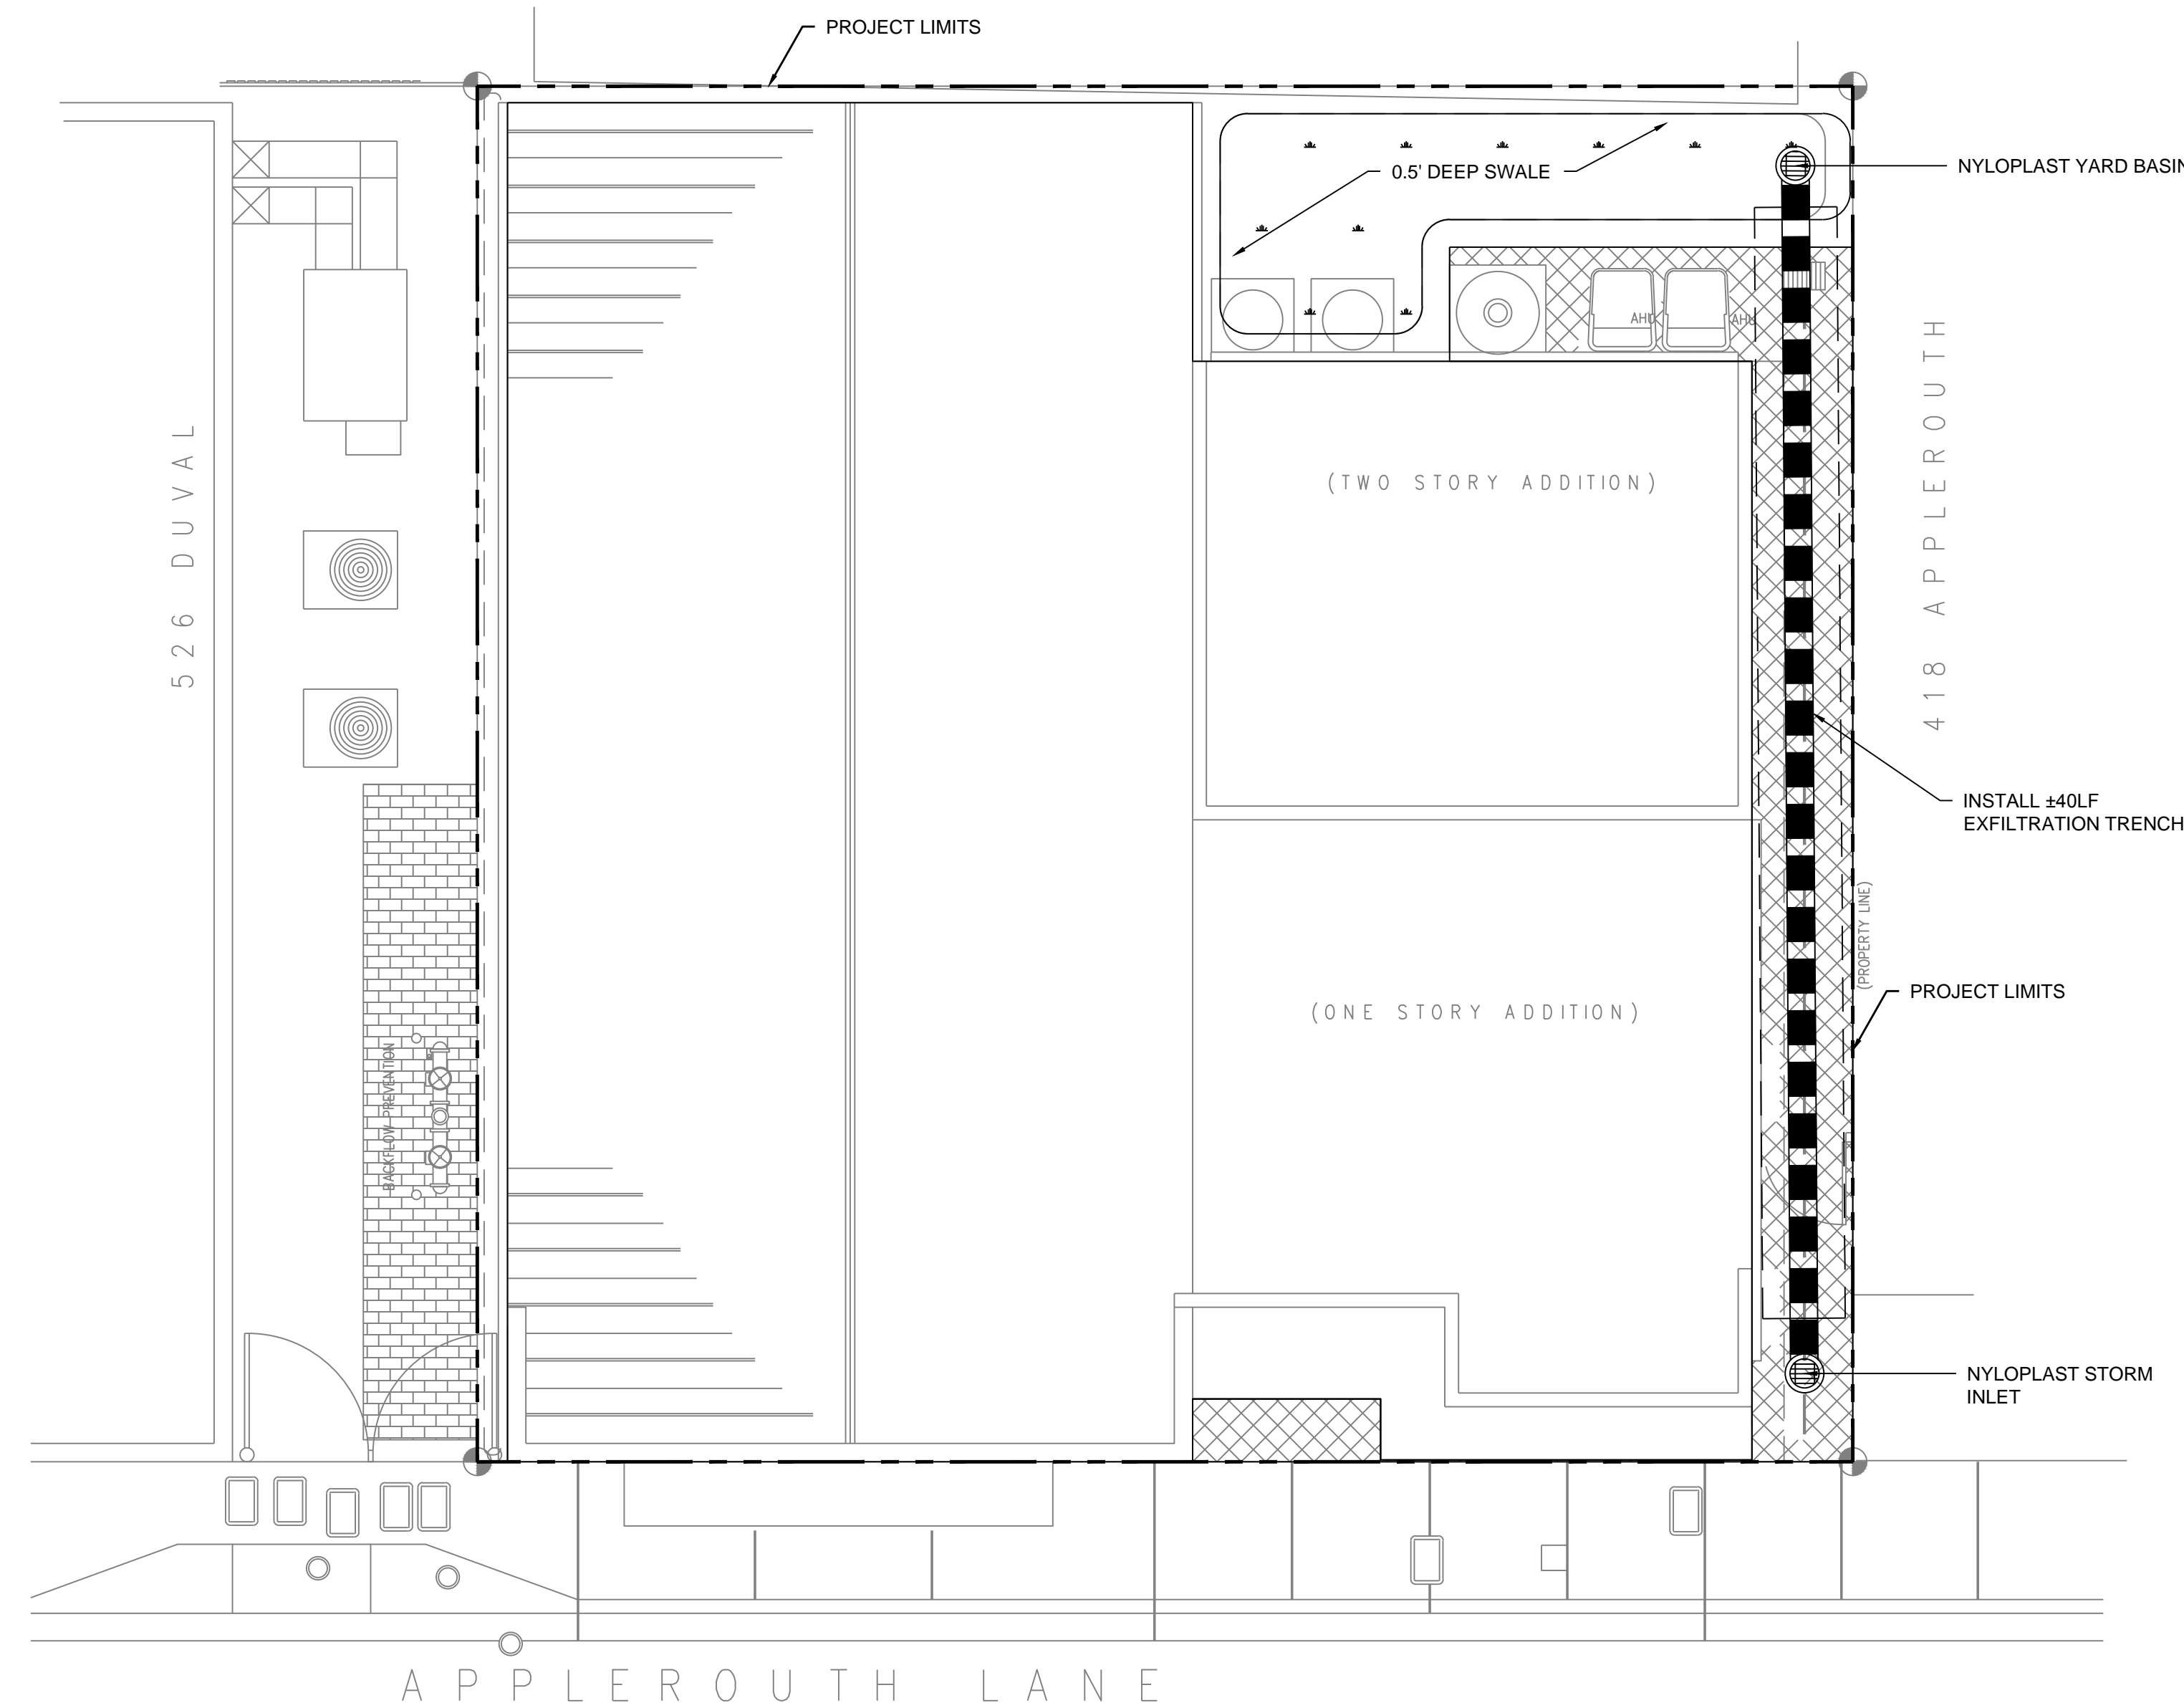 PROJECT LIMITS
NYLOPLAST YARD BASIN
0.5' DEEP SWALE
AHU
AHU
526 DUVAL
418 APPLEROUTH
(TWO STORY ADDITION)
INSTALL ±40LF
EXFILTRATION TRENCH
(PROPERTY LINE)
PROJECT LIMITS
(ONE STORY ADDITION)
BACKFLOW PREVENTION
NYLOPLAST STORM
INLET
APPLEROUTH LANE